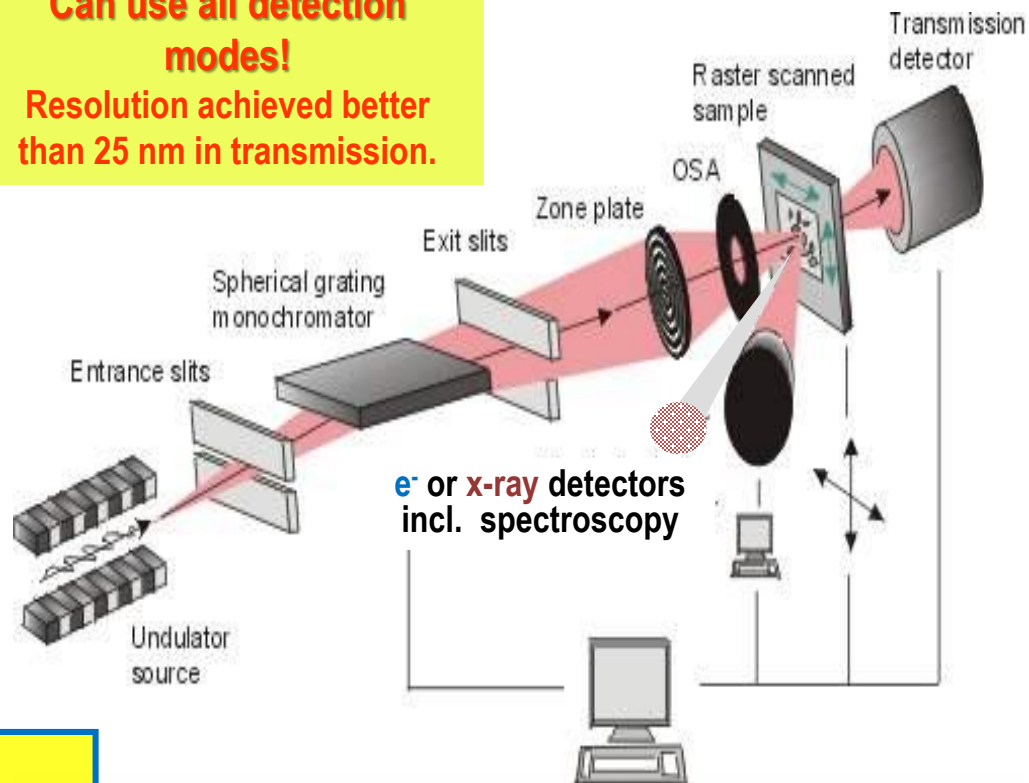 Can use all detection
modes!
Resolution achieved better
than 25 nm in transmission.
Transmission
detector
Raster scanned
sample
OSA
Zone plate
Exit slits
Spherical grating
monochromator
Entrance slits
e- or x-ray detectors
incl. spectroscopy
Undulator
source